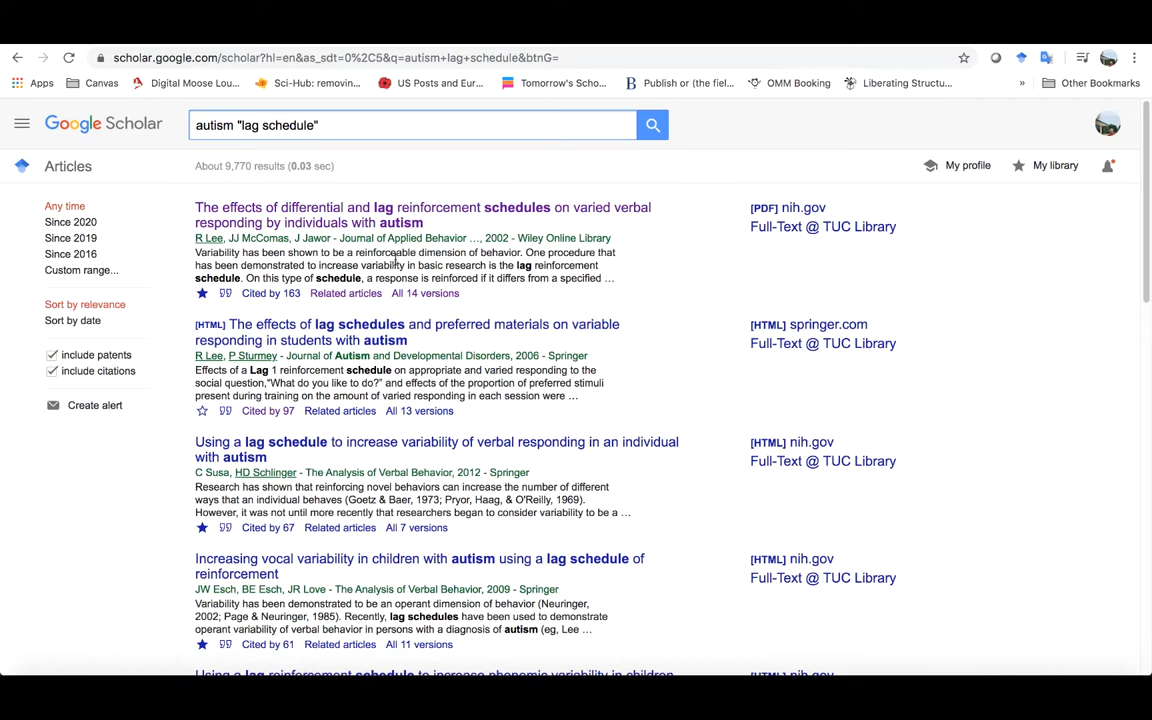 scholar.google.com/scholar?hl=en&as_sdt=0%2C5&q=autism+lag+schedule&btnG=
Apps Canvas Digital Moose Lou... Sci-Hub: removin... US Posts and Eur... Tomorrow's Scho... B Publish or (the fiel... OMM Booking Liberating Structu... » Other Bookmarks
Google Scholar autism "lag schedule"
Articles About 9,770 results (0.03 sec) My profile My library
Any time
Since 2020
Since 2019
Since 2016
Custom range...
Sort by relevance
Sort by date
include patents
include citations
Create alert
The effects of differential and lag reinforcement schedules on varied verbal
responding by individuals with autism
R Lee, JJ McComas, J Jawor - Journal of Applied Behavior ..., 2002 - Wiley Online Library
Variability has been shown to be a reinforceable dimension of behavior. One procedure that
has been demonstrated to increase variability in basic research is the lag reinforcement
schedule. On this type of schedule, a response is reinforced if it differs from a specified ...
Cited by 163 Related articles All 14 versions
[PDF] nih.gov
Full-Text @ TUC Library
[HTML] The effects of lag schedules and preferred materials on variable
responding in students with autism
R Lee, P Sturmey - Journal of Autism and Developmental Disorders, 2006 - Springer
Effects of a Lag 1 reinforcement schedule on appropriate and varied responding to the
social question,“What do you like to do?” and effects of the proportion of preferred stimuli
present during training on the amount of varied responding in each session were ...
Cited by 97 Related articles All 13 versions
[HTML] springer.com
Full-Text @ TUC Library
Using a lag schedule to increase variability of verbal responding in an individual
with autism
C Susa, HD Schlinger - The Analysis of Verbal Behavior, 2012 - Springer
Research has shown that reinforcing novel behaviors can increase the number of different
ways that an individual behaves (Goetz & Baer, 1973; Pryor, Haag, & O'Reilly, 1969).
However, it was not until more recently that researchers began to consider variability to be a ...
Cited by 67 Related articles All 7 versions
[HTML] nih.gov
Full-Text @ TUC Library
Increasing vocal variability in children with autism using a lag schedule of
reinforcement
JW Esch, BE Esch, JR Love - The Analysis of Verbal Behavior, 2009 - Springer
Variability has been demonstrated to be an operant dimension of behavior (Neuringer,
2002; Page & Neuringer, 1985). Recently, lag schedules have been used to demonstrate
operant variability of verbal behavior in persons with a diagnosis of autism (eg, Lee ...
Cited by 61 Related articles All 11 versions
[HTML] nih.gov
Full-Text @ TUC Library
Using a lag reinforcement schedule to increase phonemic variability in children
[HTML] nih.gov